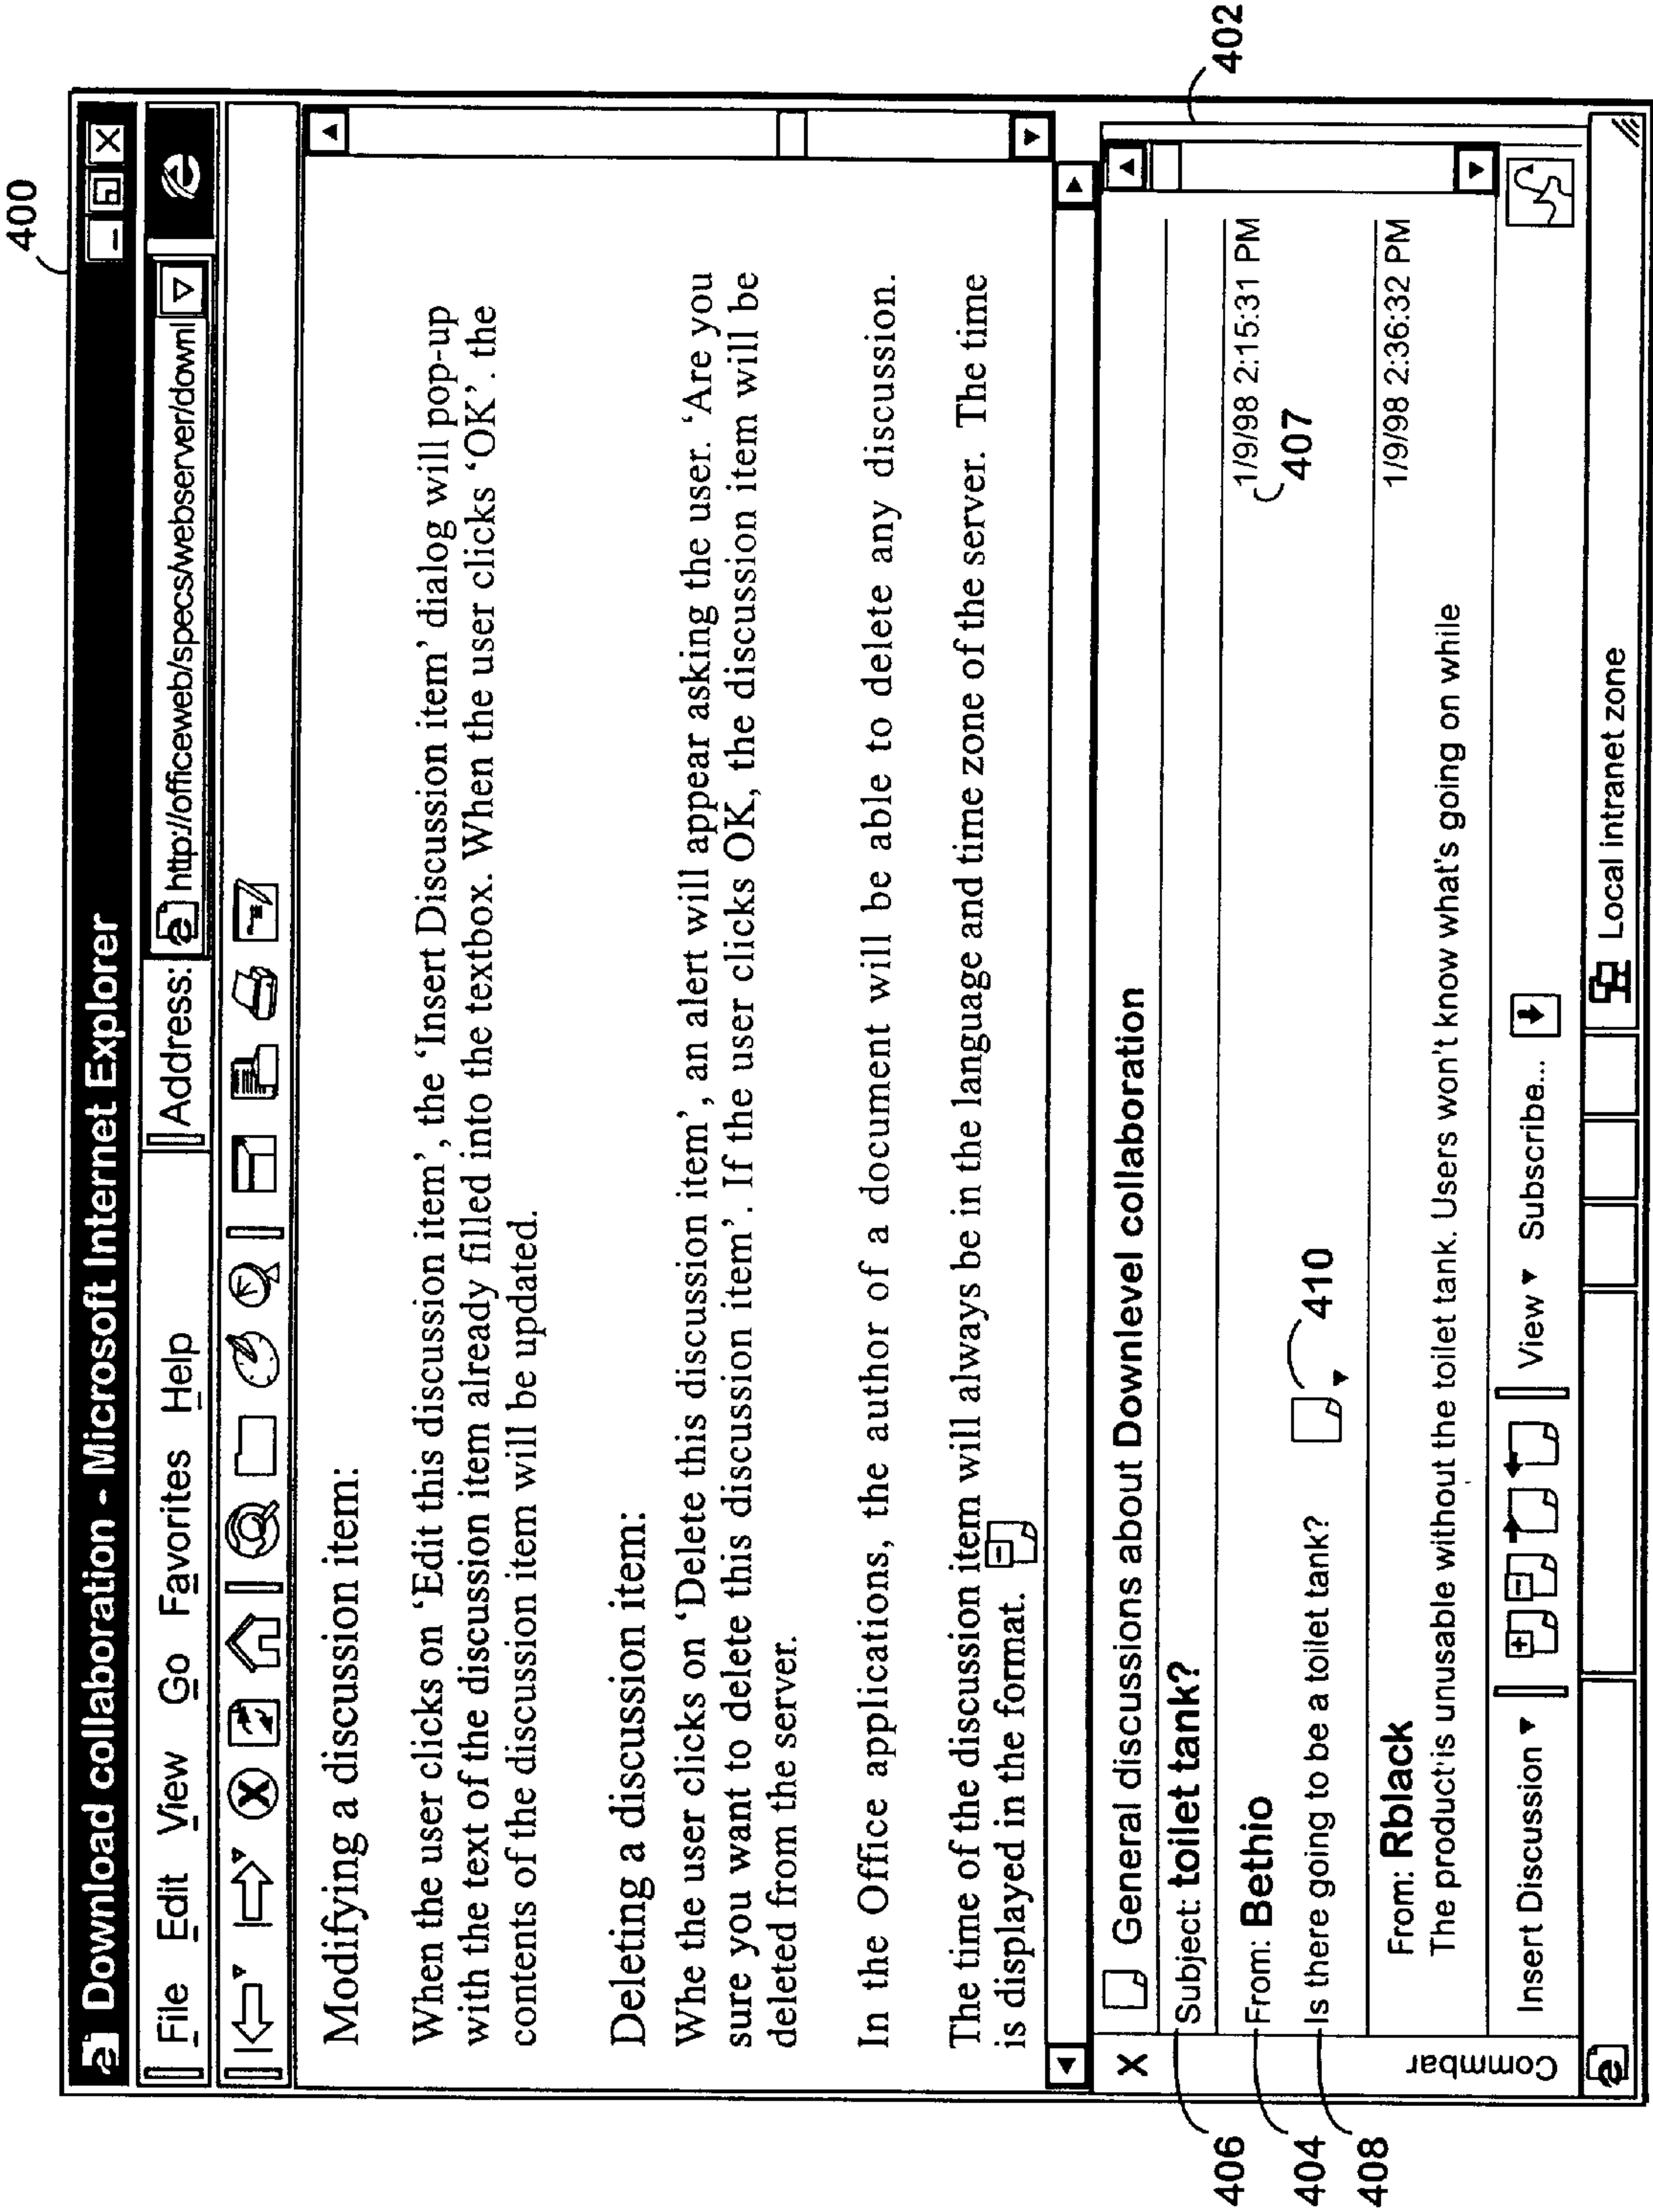 400
Download collaboration - Microsoft Internet Explorer
File Edit View Go Favorites Help
Address: http://officeweb/specs/webserver/downl
Modifying a discussion item:
When the user clicks on ‘Edit this discussion item’, the ‘Insert Discussion item’ dialog will pop-up
with the text of the discussion item already filled into the textbox. When the user clicks ‘OK’. the
contents of the discussion item will be updated.
Deleting a discussion item:
Whe the user clicks on ‘Delete this discussion item’, an alert will appear asking the user. ‘Are you
sure you want to delete this discussion item’. If the user clicks OK, the discussion item will be
deleted from the server.
In the Office applications, the author of a document will be able to delete any discussion.
The time of the discussion item will always be in the language and time zone of the server. The time
is displayed in the format.
402
X General discussions about Downlevel collaboration
406 Subject: toilet tank?
404 From: Bethio 1/9/98 2:15:31 PM
407
408 Is there going to be a toilet tank? 410
From: Rblack 1/9/98 2:36:32 PM
The product is unusable without the toilet tank. Users won't know what's going on while
Commbar
Insert Discussion View Subscribe...
Local intranet zone